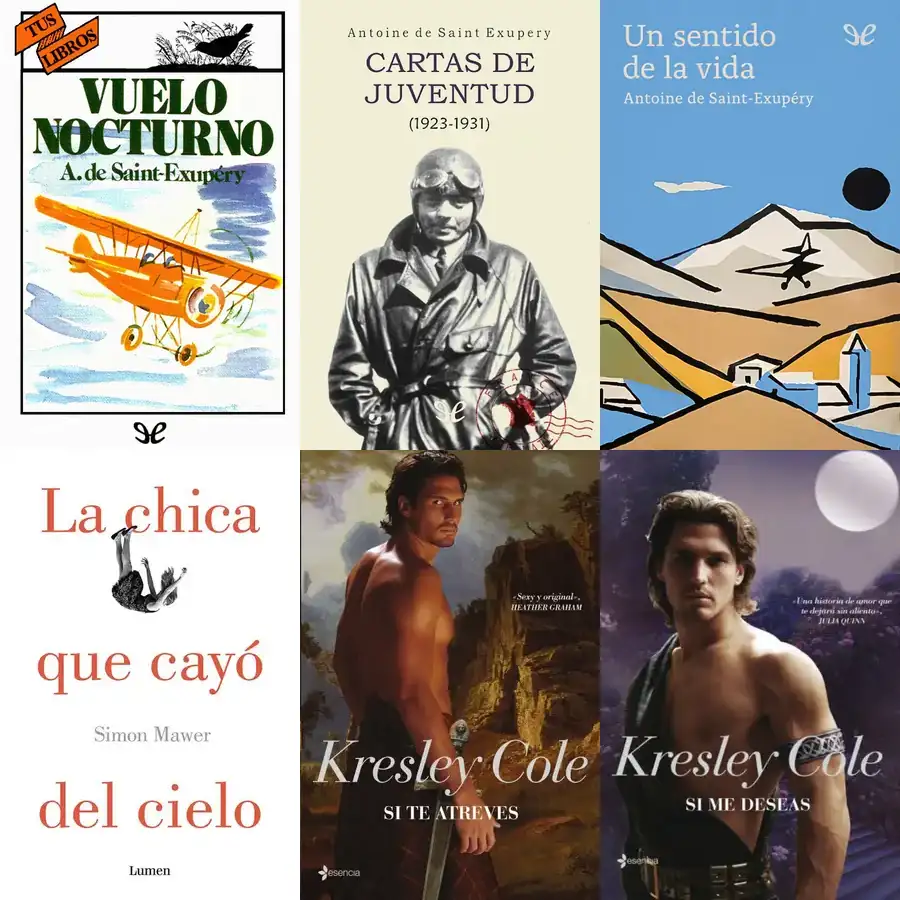 TUS
LIBROS
VUELO
NOCTURNO
A. de Saint-Exupéry
Antoine de Saint Exupery
CARTAS DE
JUVENTUD
(1923-1931)
Un sentido
de la vida
Antoine de Saint-Exupéry
La chica
que cayó
Simon Mawer
del cielo
Lumen
«Sexy y original»,
HEATHER GRAHAM
Kresley Cole
SI TE ATREVES
esencia
«Una historia de amor que
te dejará sin aliento»,
JULIA QUINN
Kresley Cole
SI ME DESEAS
esencia